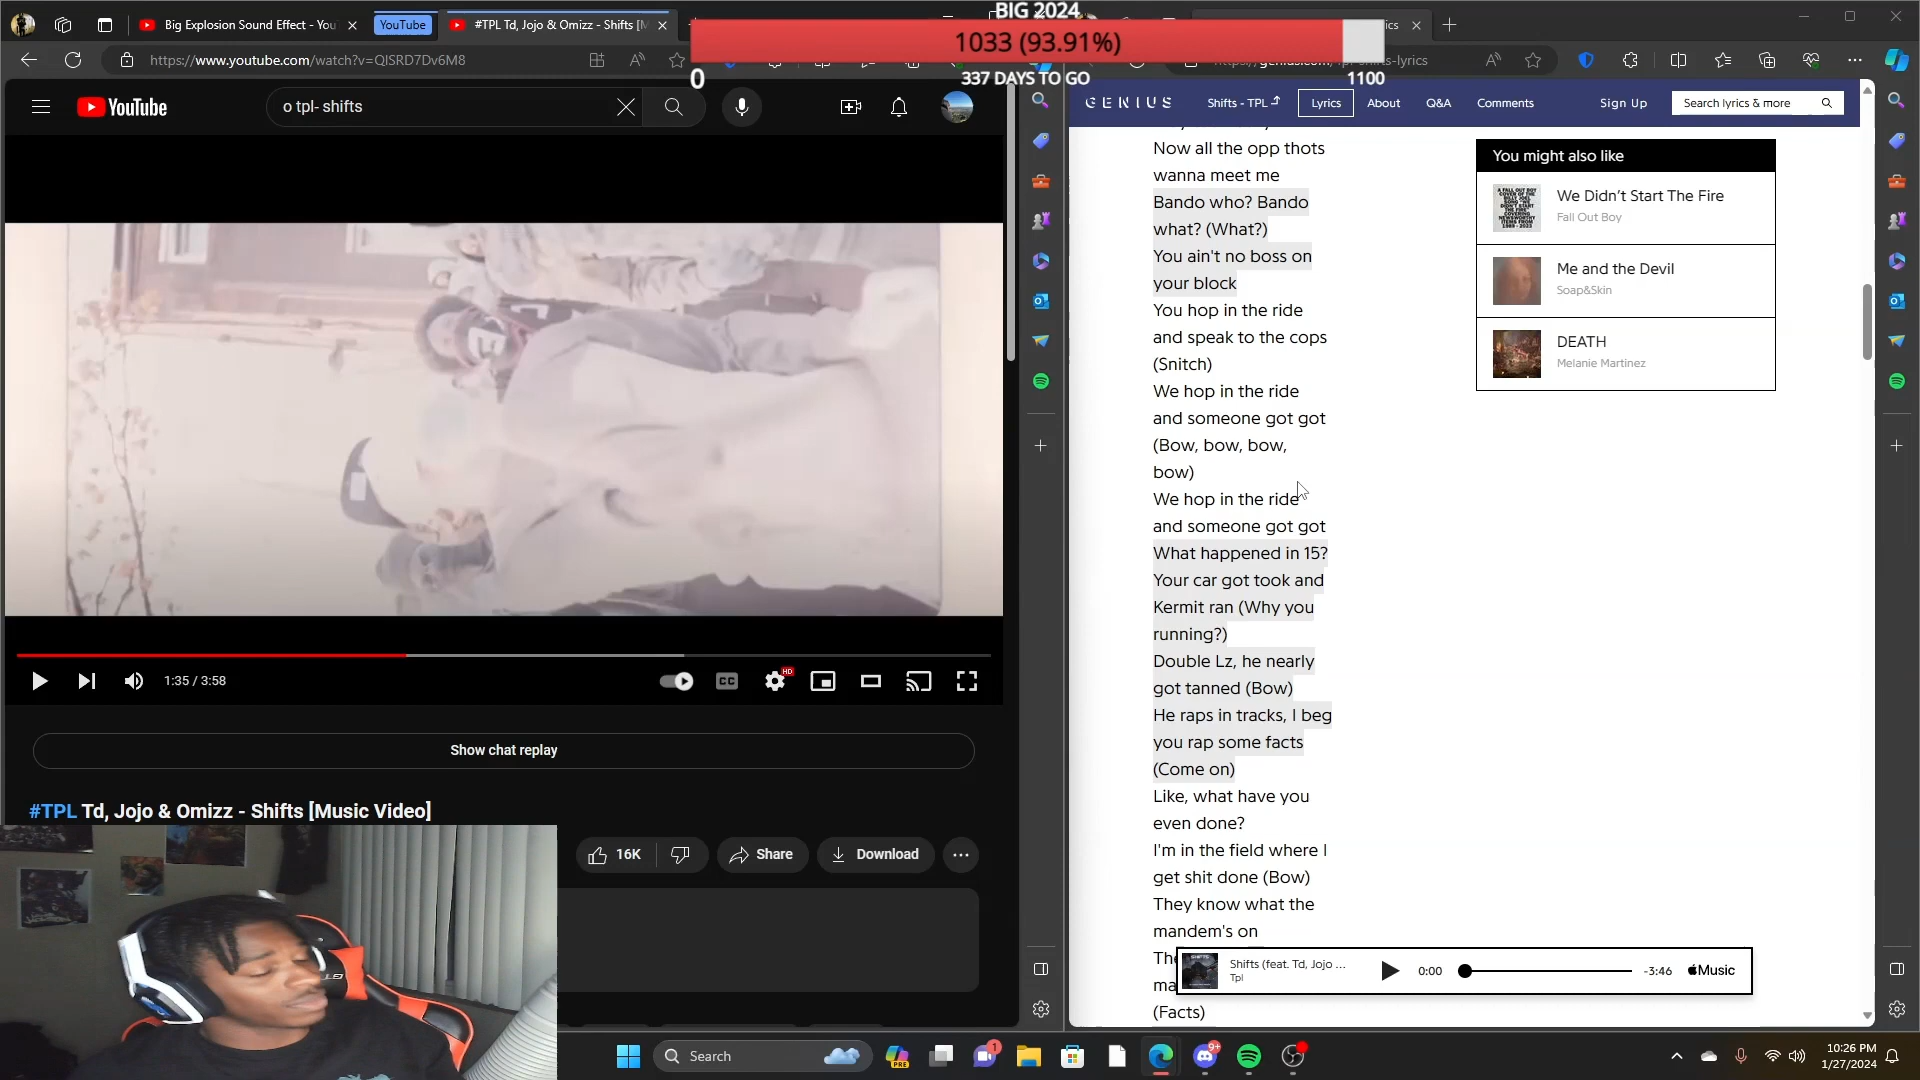 Big Explosion Sound Effect - You
YouTube
#TPL Td, Jojo & Omizz - Shifts [M
BIG 2024
1033 (93.91%)
0
337 DAYS TO GO
1100
https://www.youtube.com/watch?v=QlSRD7Dv6M8
YouTube
o tpl- shifts
HD
1:35 / 3:58
CC
Show chat replay
#TPL Td, Jojo & Omizz - Shifts [Music Video]
16K
Share
Download
GENIUS
Shifts - TPL
Lyrics
About
Q&A
Comments
Sign Up
Search lyrics & more
Now all the opp thots
wanna meet me
Bando who? Bando
what? (What?)
You ain't no boss on
your block
You hop in the ride
and speak to the cops
(Snitch)
We hop in the ride
and someone got got
(Bow, bow, bow,
bow)
We hop in the ride
and someone got got
What happened in 15?
Your car got took and
Kermit ran (Why you
running?)
Double Lz, he nearly
got tanned (Bow)
He raps in tracks, I beg
you rap some facts
(Come on)
Like, what have you
even done?
I'm in the field where I
get shit done (Bow)
They know what the
mandem's on
(Facts)
You might also like
We Didn't Start The Fire
Fall Out Boy
Me and the Devil
Soap&Skin
DEATH
Melanie Martinez
Shifts (feat. Td, Jojo ...
Tpl
0:00
-3:46
Music
Search
PRE
1
9+
10:26 PM
1/27/2024